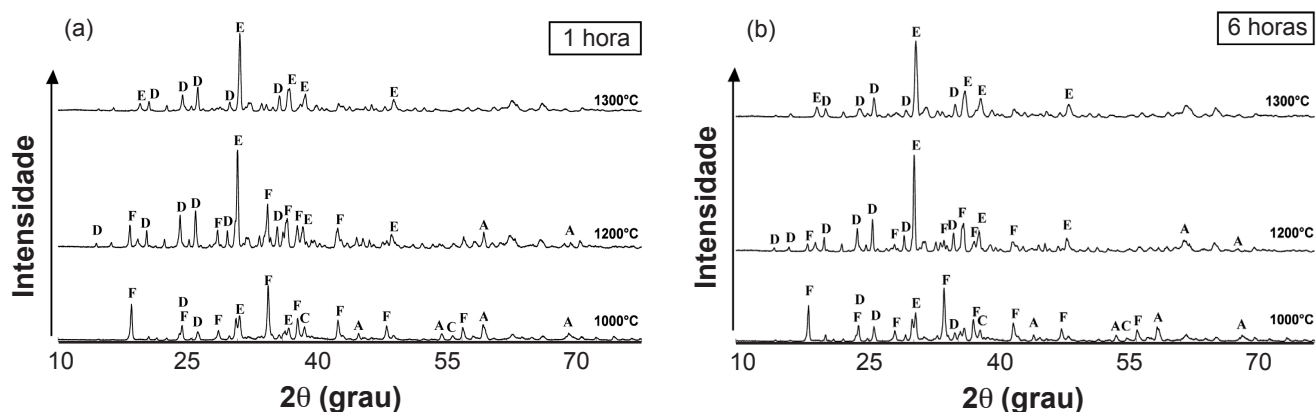 (a)
1 hora
Intensidade
E
E D D D D E E E
1300°C
E
D F D D D F D F D F F E F E A A
1200°C
F D F D F E F E F C F A F A C F A A
1000°C
10 25 40 55 70
2θ (grau)
(b)
6 horas
Intensidade
E
E D D D D D E E E
1300°C
E
D D F D D D F D F D F F E F E A A
1200°C
F D F D F E F D F C F A F A C F A A
1000°C
10 25 40 55 70
2θ (grau)